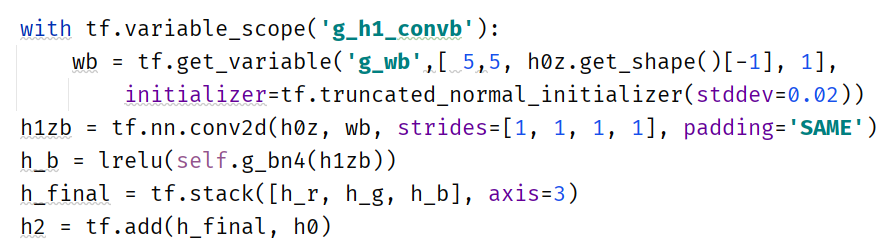 with tf.variable_scope('g_h1_convb'):
    wb = tf.get_variable('g_wb',[ 5,5, h0z.get_shape()[-1], 1],
        initializer=tf.truncated_normal_initializer(stddev=0.02))
h1zb = tf.nn.conv2d(h0z, wb, strides=[1, 1, 1, 1], padding='SAME')
h_b = lrelu(self.g_bn4(h1zb))
h_final = tf.stack([h_r, h_g, h_b], axis=3)
h2 = tf.add(h_final, h0)